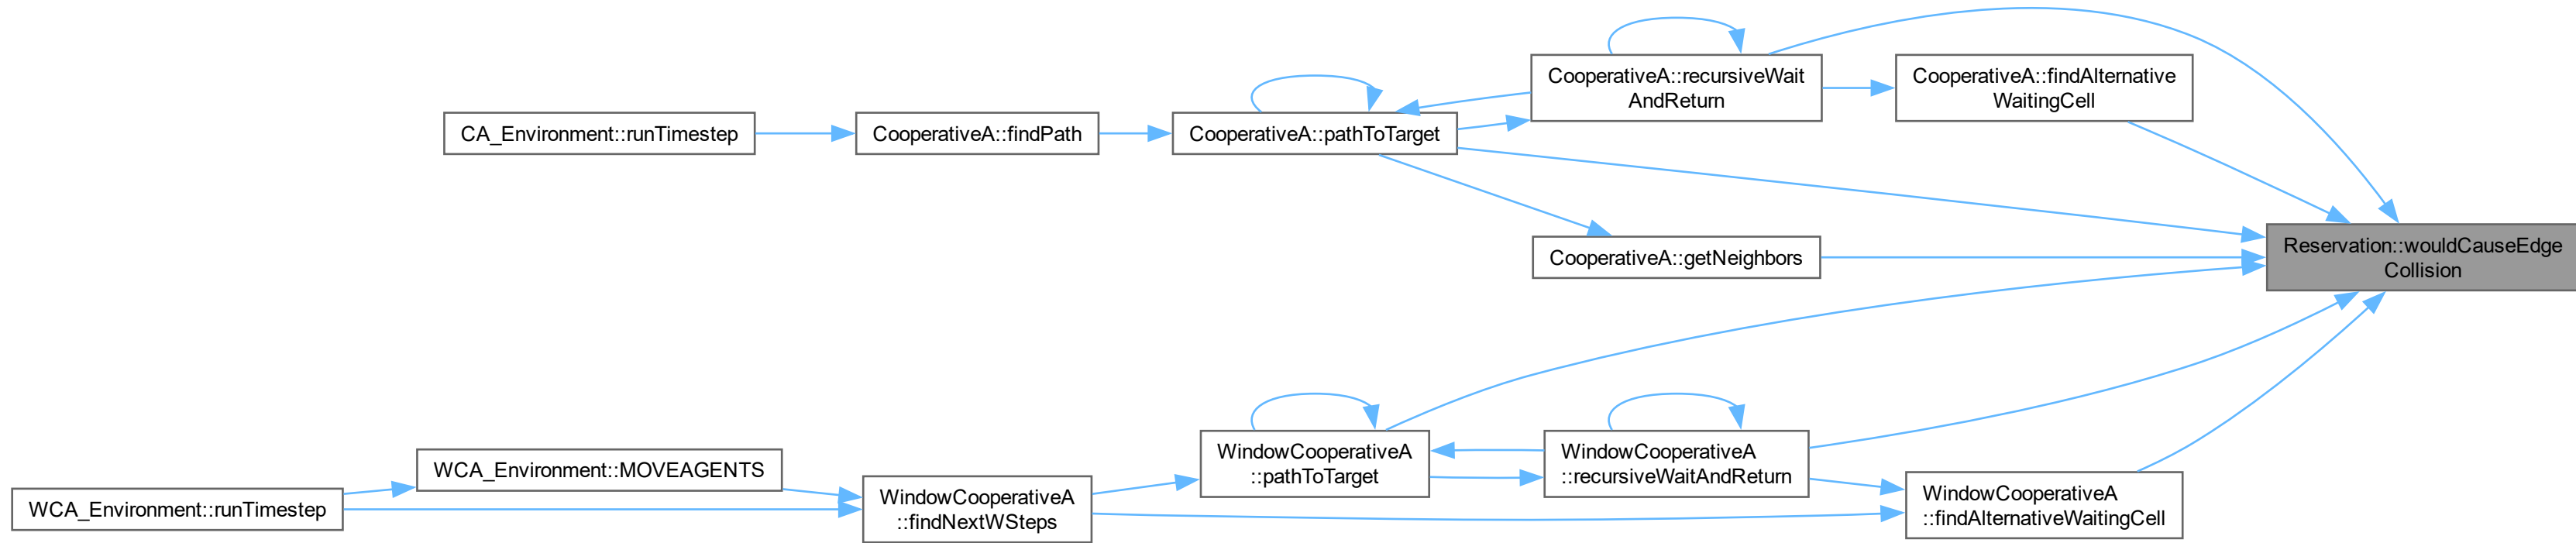 CooperativeA::recursiveWait
AndReturn
CooperativeA::findAlternative
WaitingCell
CA_Environment::runTimestep
CooperativeA::findPath
CooperativeA::pathToTarget
CooperativeA::getNeighbors
Reservation::wouldCauseEdge
Collision
WindowCooperativeA
::pathToTarget
WindowCooperativeA
::recursiveWaitAndReturn
WCA_Environment::MOVEAGENTS
WCA_Environment::runTimestep
WindowCooperativeA
::findNextWSteps
WindowCooperativeA
::findAlternativeWaitingCell